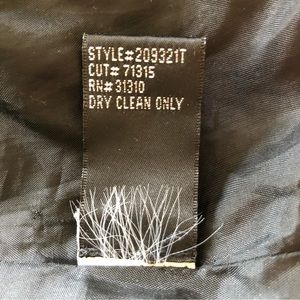 STYLE#209321T
CUT# 71315
RN# 31310
DRY CLEAN ONLY